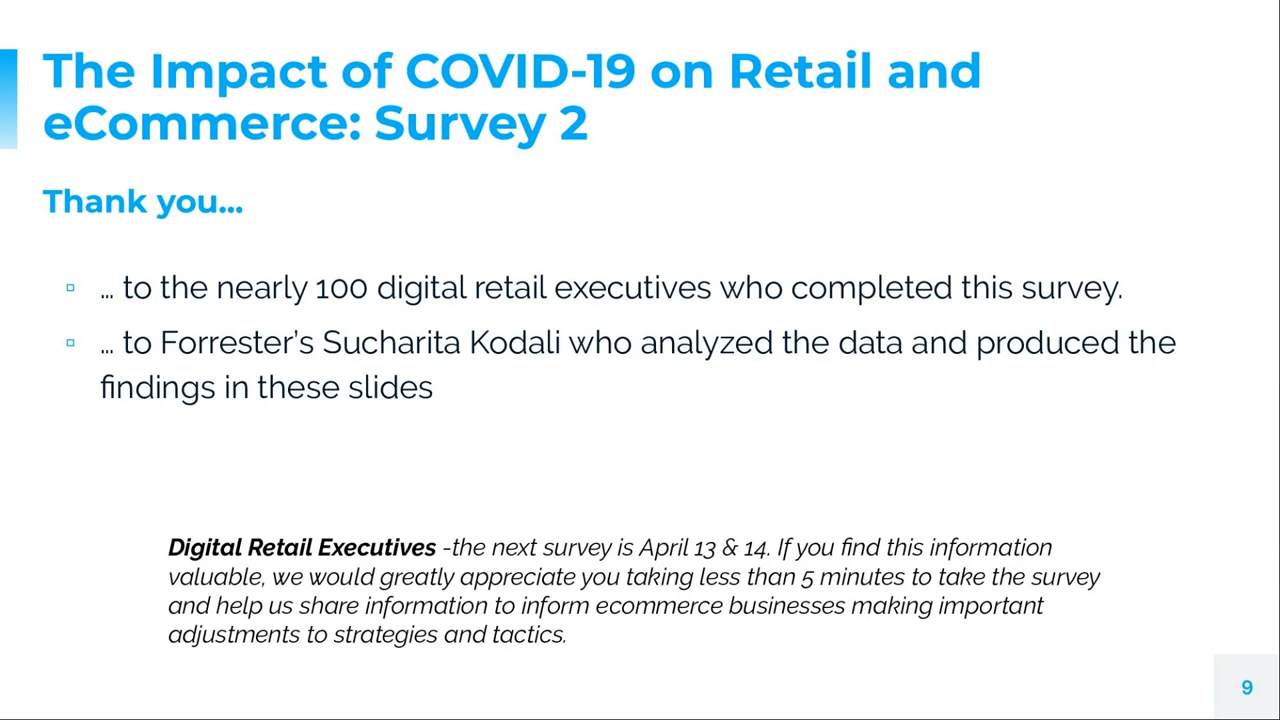 The Impact of COVID-19 on Retail and
eCommerce: Survey 2
Thank you...
... to the nearly 100 digital retail executives who completed this survey.
... to Forrester’s Sucharita Kodali who analyzed the data and produced the
findings in these slides
Digital Retail Executives -the next survey is April 13 & 14. If you find this information
valuable, we would greatly appreciate you taking less than 5 minutes to take the survey
and help us share information to inform ecommerce businesses making important
adjustments to strategies and tactics.
9